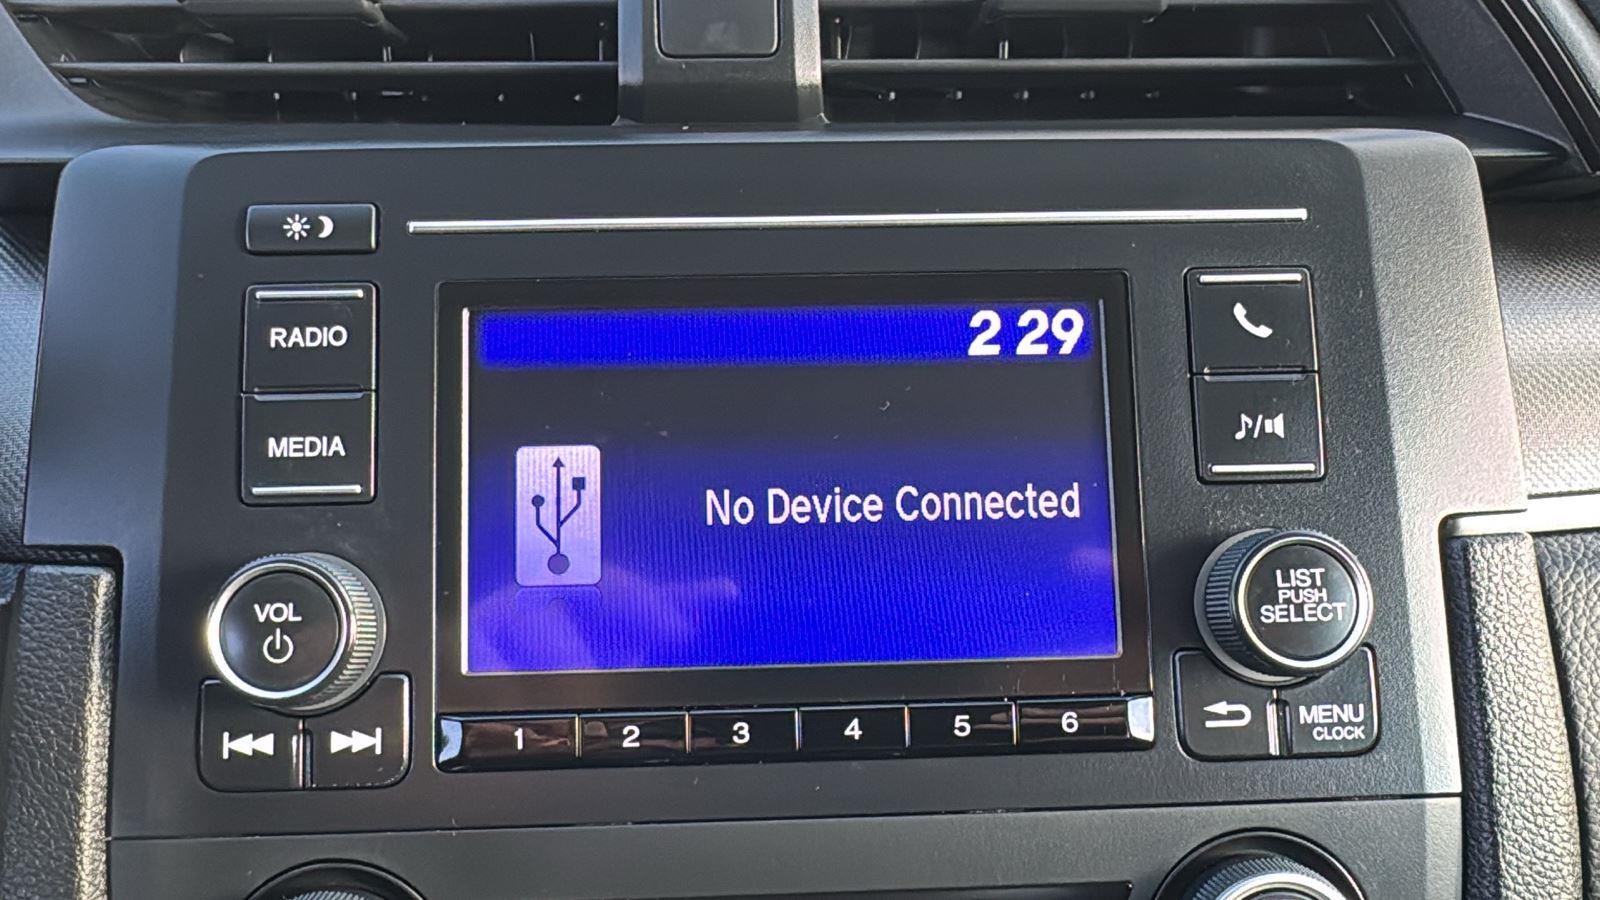 RADIO
MEDIA
2 29
No Device Connected
VOL
LIST
PUSH
SELECT
1 2 3 4 5 6
MENU
CLOCK